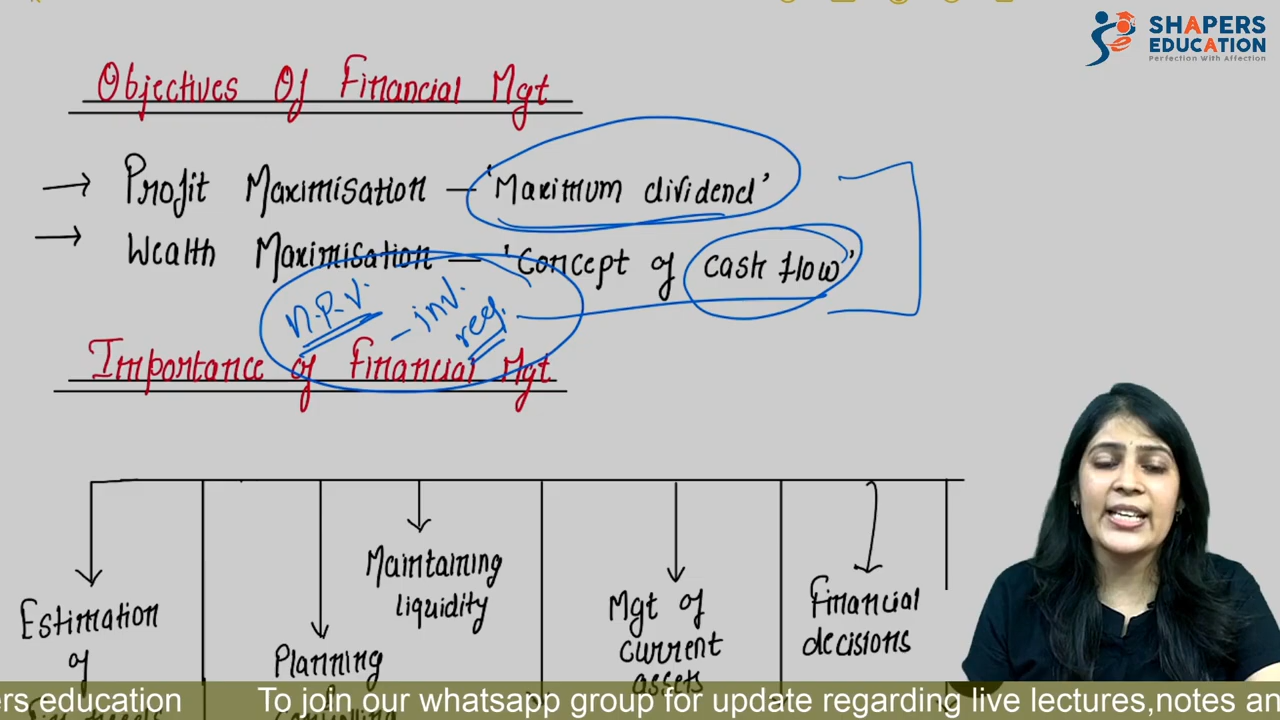 SHAPERS
EDUCATION
Perfection With Affection
Objectives Of Financial Mgt
→ Profit Maximisation — 'Maximum dividend'
→ Wealth Maximisation — 'Concept of cash flow'
N.P.V. - inv. req.
Importance of Financial Mgt
Estimation
of
Maintaining
liquidity
Planning
controlling
Mgt of
current
assets
Financial
decisions
ers education To join our whatsapp group for update regarding live lectures,notes an